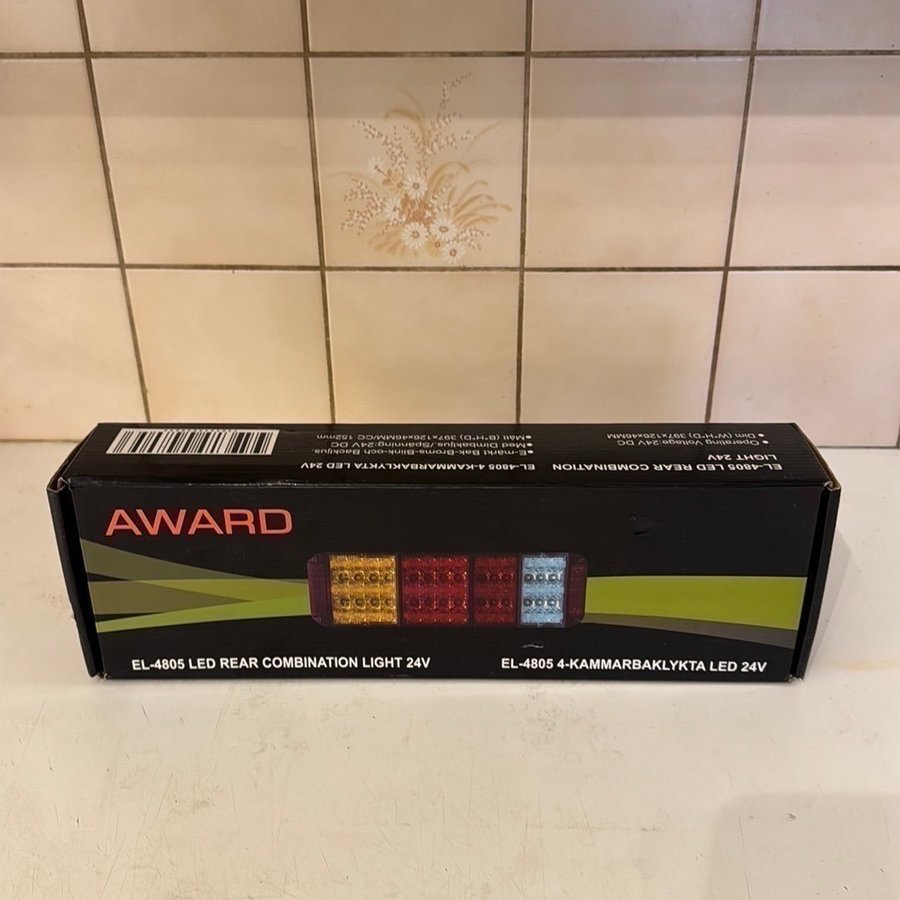 AWARD
EL-4805 LED REAR COMBINATION LIGHT 24V
EL-4805 4-KAMMARBAKLYKTA LED 24V
EL-4805 LED REAR COMBINATION
LIGHT 24V
● Operating Voltage:24V DC
● Dim (W*H*D) 397x126x46MM
EL-4805 4-KAMMARBAKLYKTA LED 24V
●E-märkt Bak-Broms-Blink-och Backljus.
●Med Dimbakljus./Spänning:24V DC
●Mått (B*H*D) 397x126x46MM/CC 152mm